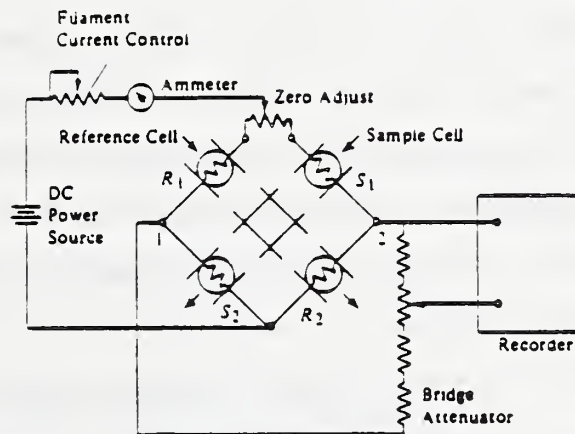 Filament
Current Control
Ammeter
Zero Adjust
Reference Cell
Sample Cell
R1
S1
DC
Power
Source
1
2
S2
R2
Recorder
Bridge
Attenuator